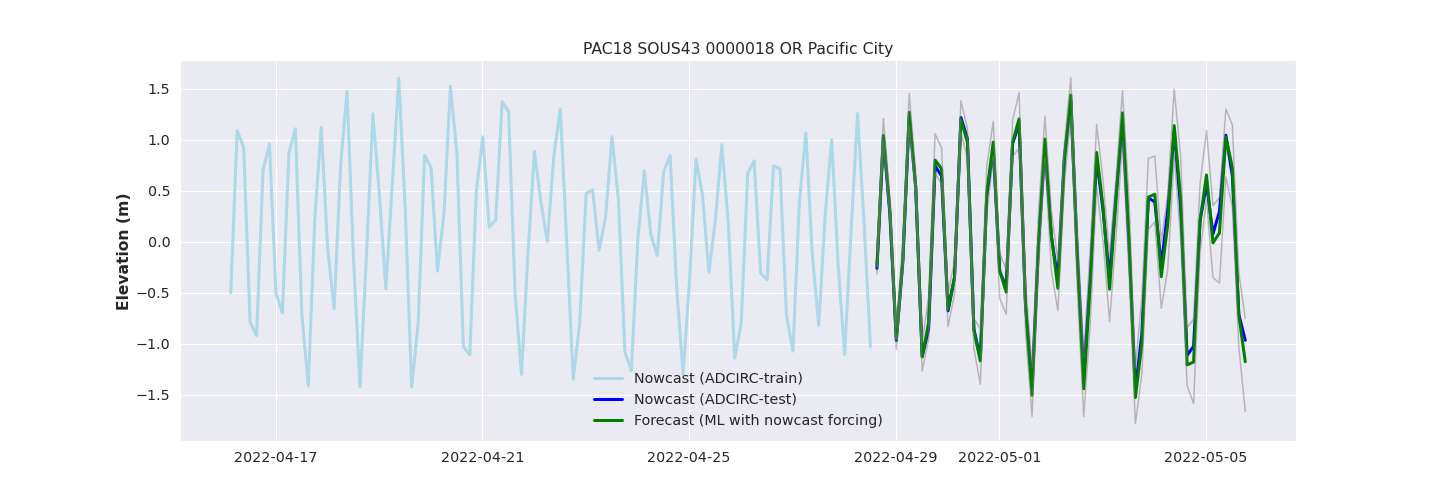 PAC18 SOUS43 0000018 OR Pacific City
Elevation (m)
1.5
1.0
0.5
0.0
−0.5
−1.0
−1.5
Nowcast (ADCIRC-train)
Nowcast (ADCIRC-test)
Forecast (ML with nowcast forcing)
2022-04-17 2022-04-21 2022-04-25 2022-04-29 2022-05-01 2022-05-05